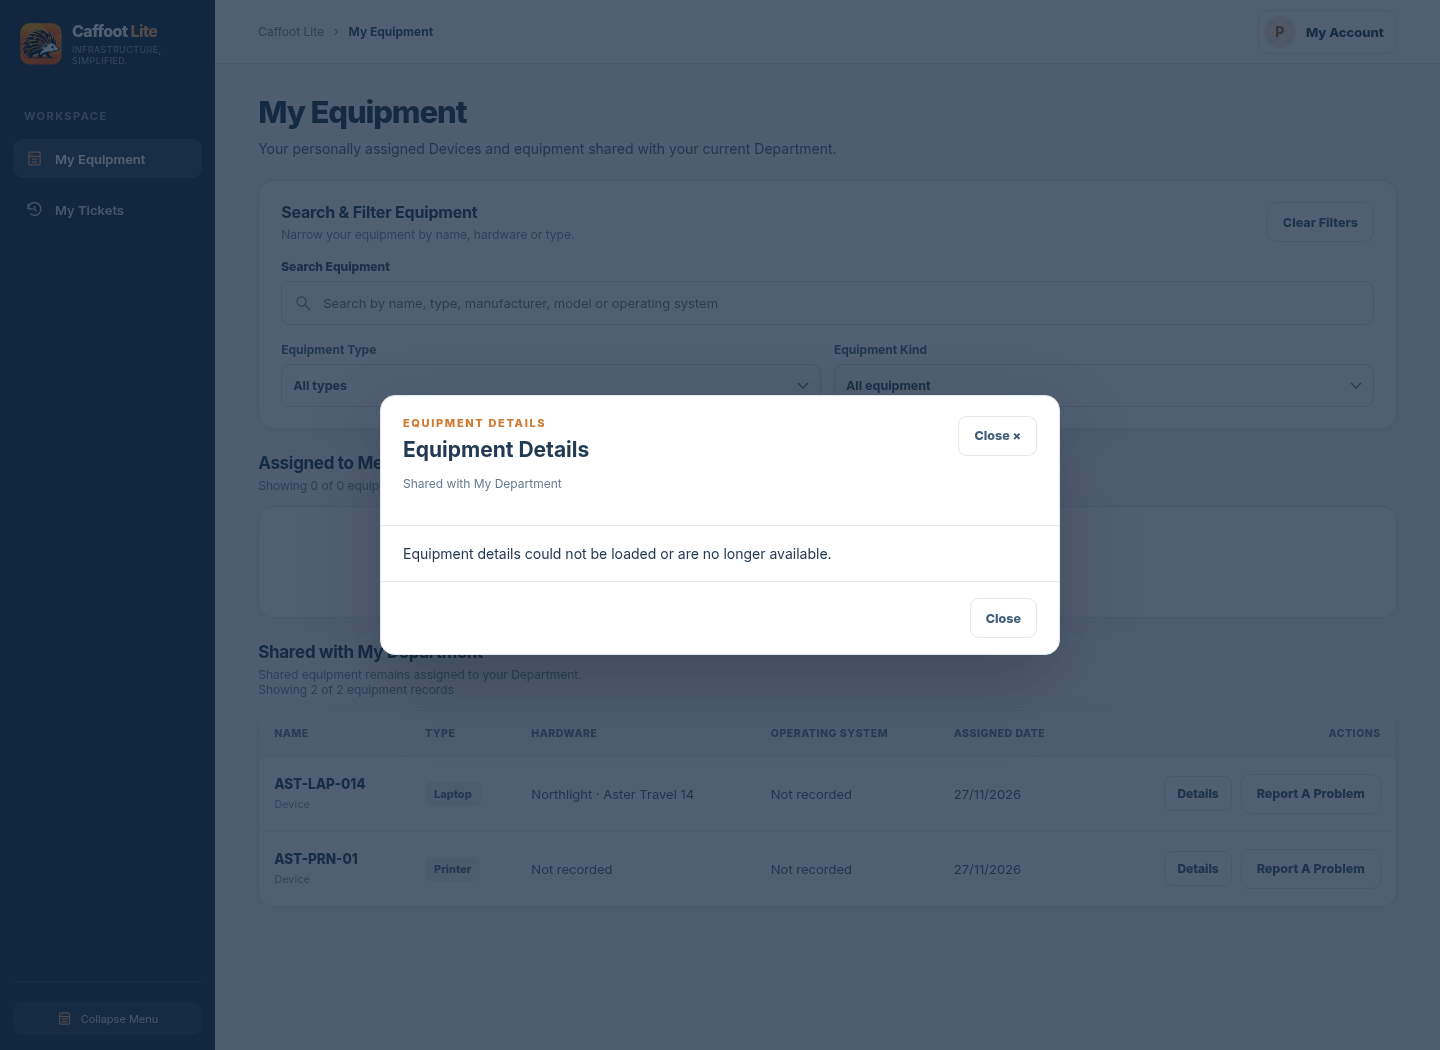 Caffoot Lite
INFRASTRUCTURE,
SIMPLIFIED.
WORKSPACE
My Equipment
My Tickets
Collapse Menu
Caffoot Lite › My Equipment
P My Account
My Equipment
Your personally assigned Devices and equipment shared with your current Department.
Search & Filter Equipment
Narrow your equipment by name, hardware or type.
Clear Filters
Search Equipment
Search by name, type, manufacturer, model or operating system
Equipment Type Equipment Kind
All types All equipment
Assigned to Me
Showing 0 of 0 equip
EQUIPMENT DETAILS
Equipment Details
Close ×
Shared with My Department
Equipment details could not be loaded or are no longer available.
Close
Shared with My Department
Shared equipment remains assigned to your Department.
Showing 2 of 2 equipment records
NAME TYPE HARDWARE OPERATING SYSTEM ASSIGNED DATE ACTIONS
AST-LAP-014
Device
Laptop Northlight · Aster Travel 14 Not recorded 27/11/2026 Details Report A Problem
AST-PRN-01
Device
Printer Not recorded Not recorded 27/11/2026 Details Report A Problem